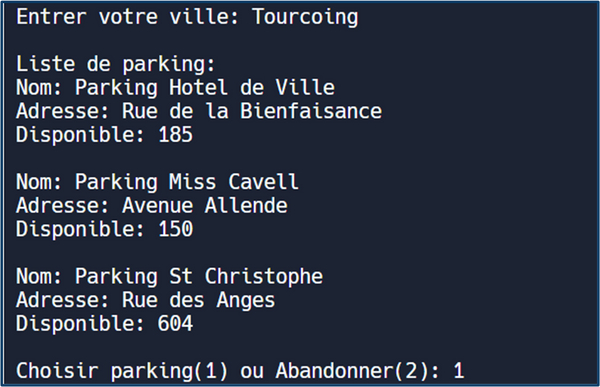 Entrer votre ville: Tourcoing
Liste de parking:
Nom: Parking Hotel de Ville
Adresse: Rue de la Bienfaisance
Disponible: 185
Nom: Parking Miss Cavell
Adresse: Avenue Allende
Disponible: 150
Nom: Parking St Christophe
Adresse: Rue des Anges
Disponible: 604
Choisir parking(1) ou Abandonner(2): 1